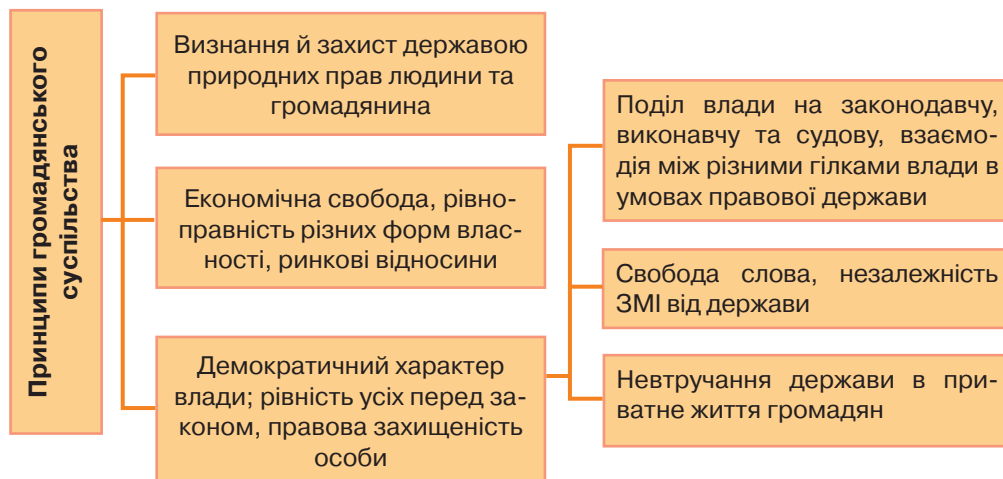 Принципи громадянського
суспільства
Визнання й захист державою
природних прав людини та
громадянина
Економічна свобода, рівно-
правність різних форм влас-
ності, ринкові відносини
Демократичний характер
влади; рівність усіх перед за-
коном, правова захищеність
особи
Поділ влади на законодавчу,
виконавчу та судову, взаємо-
дія між різними гілками влади в
умовах правової держави
Свобода слова, незалежність
ЗМІ від держави
Невтручання держави в при-
ватне життя громадян